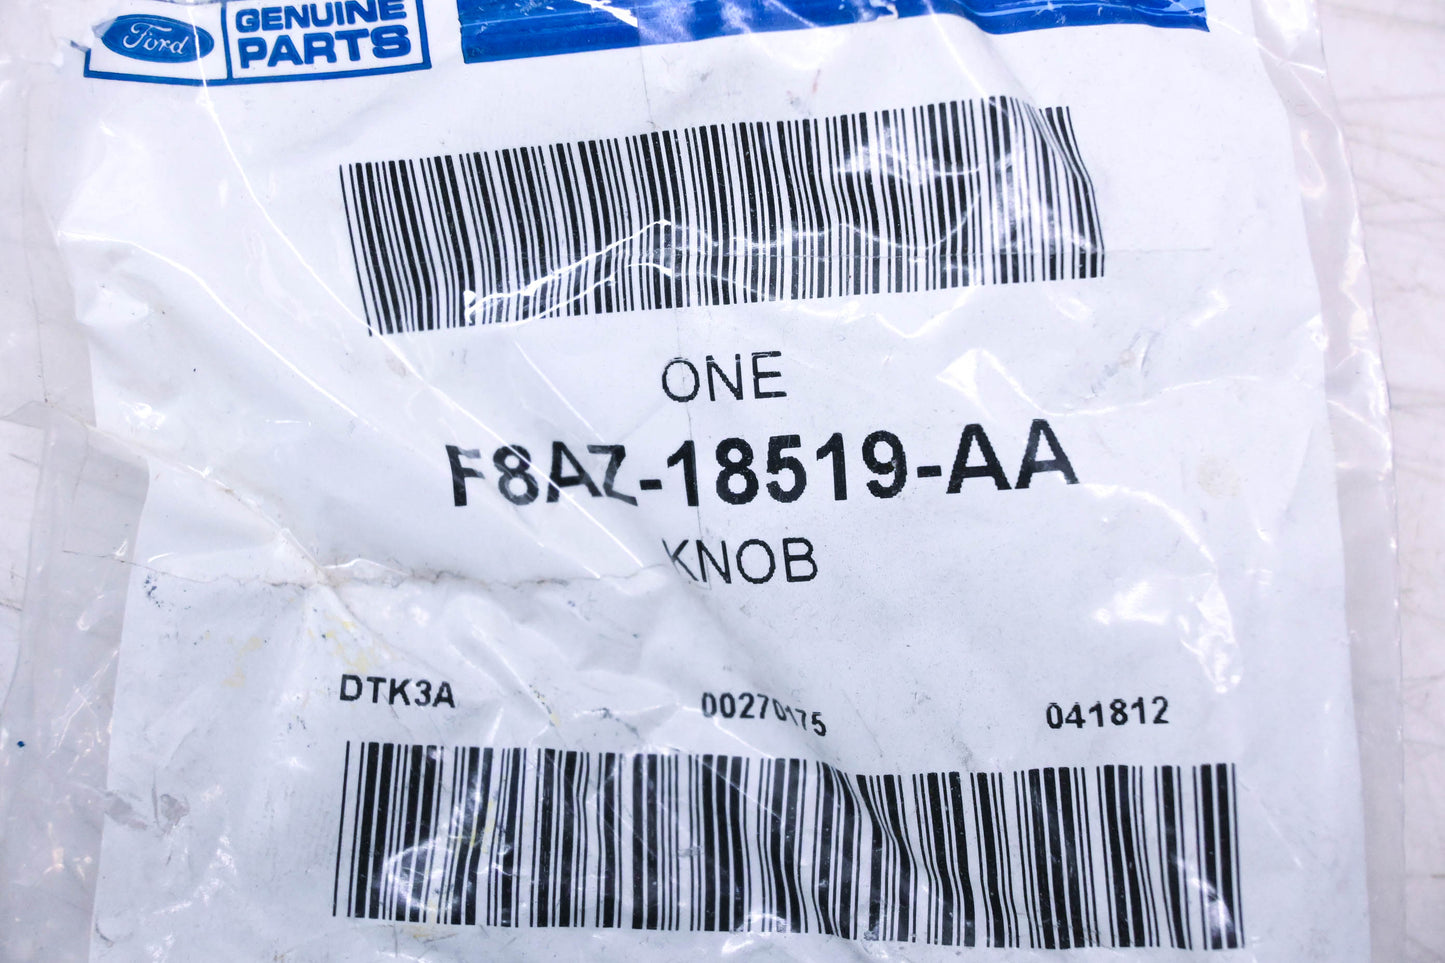 Ford GENUINE
PARTS
ONE
F8AZ-18519-AA
KNOB
DTK3A 00270175 041812